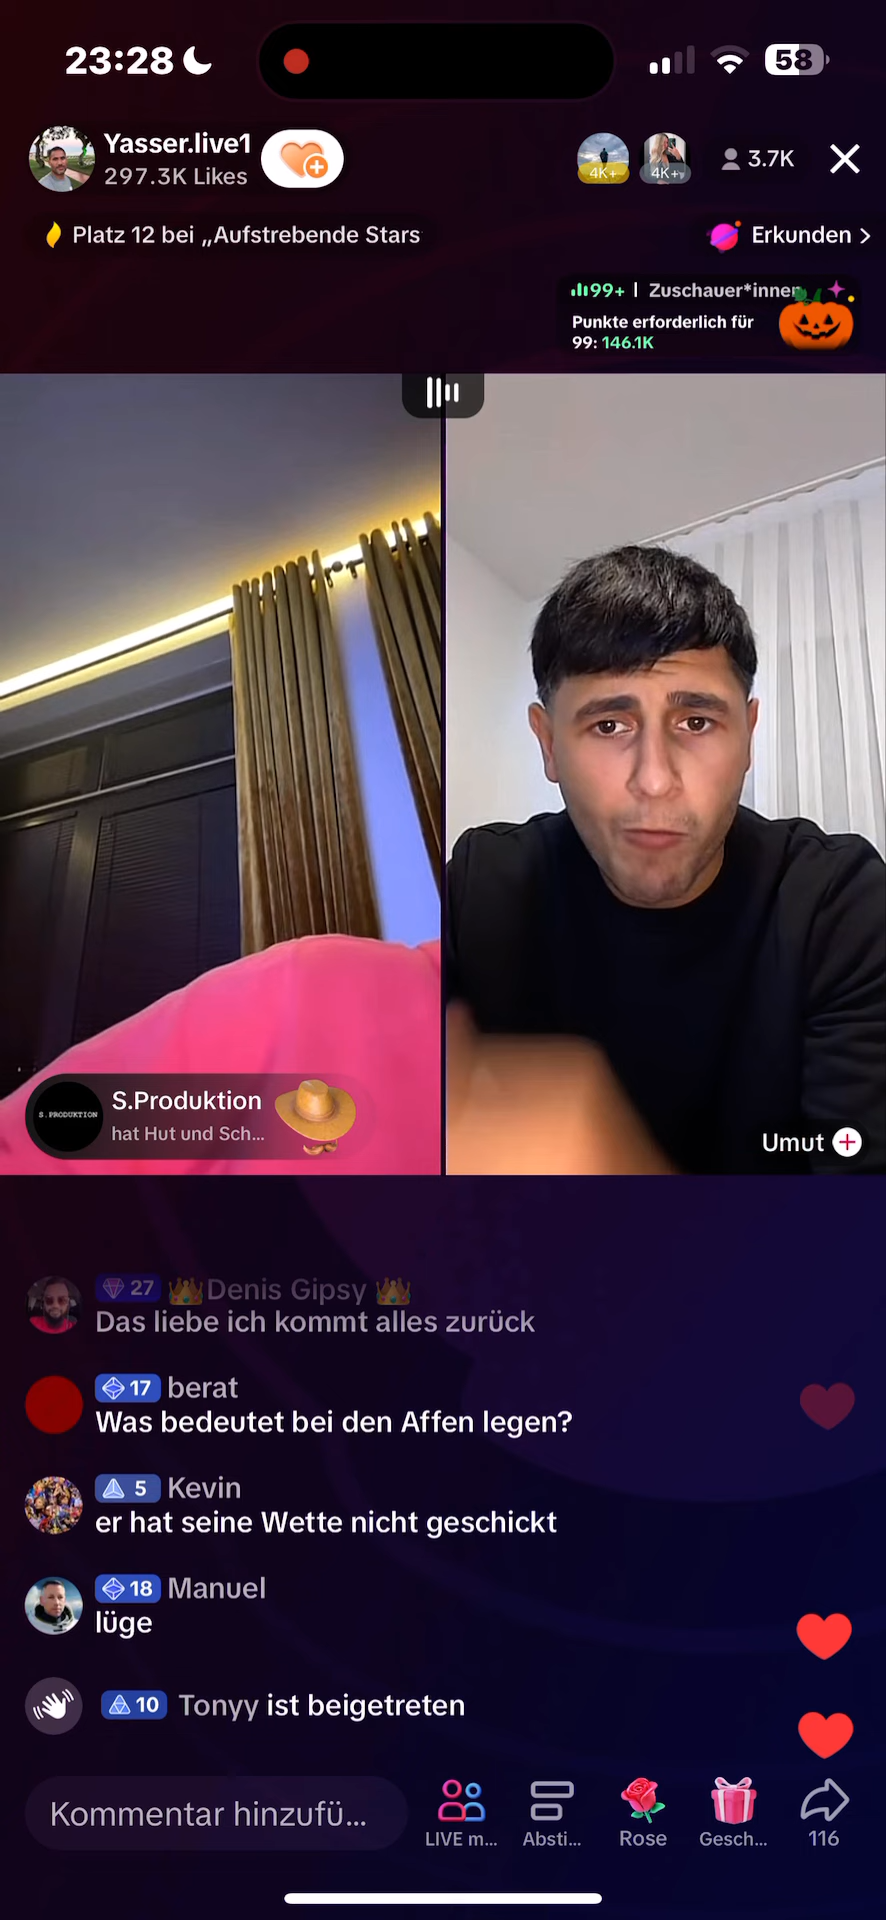 23:28
58
Yasser.live1
297.3K Likes
4K+
4K+
3.7K
Platz 12 bei „Aufstrebende Stars
Erkunden >
99+ | Zuschauer*innen
Punkte erforderlich für
99: 146.1K
S.PRODUKTION
S.Produktion
hat Hut und Sch...
Umut
27 Denis Gipsy
Das liebe ich kommt alles zurück
17 berat
Was bedeutet bei den Affen legen?
5 Kevin
er hat seine Wette nicht geschickt
18 Manuel
lüge
10 Tonyy ist beigetreten
Kommentar hinzufü...
LIVE m...
Absti...
Rose
Gesch...
116